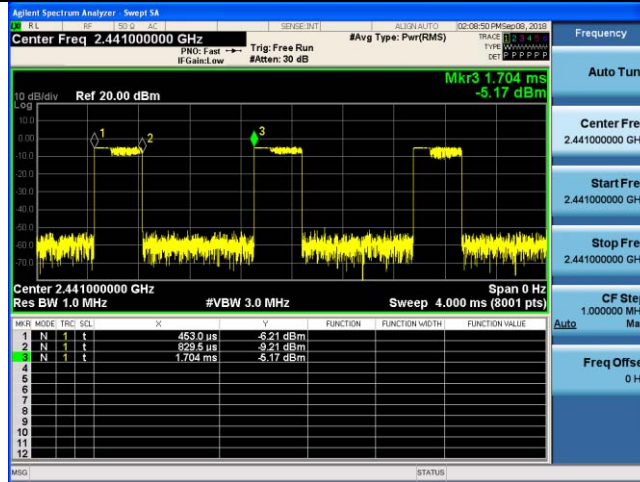 Agilent Spectrum Analyzer - Swept SA
RL RF 50 Ω AC SENSE:INT ALIGN AUTO 02:08:50 PM Sep 08, 2018
Center Freq 2.441000000 GHz #Avg Type: Pwr(RMS) TRACE 1 2 3 4 5 6
PNO: Fast Trig: Free Run TYPE WWWWWW
IFGain:Low #Atten: 30 dB DET P P P P P P
Frequency
Auto Tun
Mkr3 1.704 ms
-5.17 dBm
10 dB/div Ref 20.00 dBm
Log
10.0
0.00
-10.0
-20.0
-30.0
-40.0
-50.0
-60.0
-70.0
1 2 3
Center Fre
2.441000000 GH
Start Fre
2.441000000 GH
Stop Fre
2.441000000 GH
Center 2.441000000 GHz Span 0 Hz
Res BW 1.0 MHz #VBW 3.0 MHz Sweep 4.000 ms (8001 pts)
CF Step
1.000000 MH
Auto Ma
MKR MODE TRC SCL X Y FUNCTION FUNCTION WIDTH FUNCTION VALUE
1 N 1 t 453.0 µs -6.21 dBm
2 N 1 t 829.5 µs -9.21 dBm
3 N 1 t 1.704 ms -5.17 dBm
4
5
6
7
8
9
10
11
12
Freq Offse
0 H
MSG STATUS